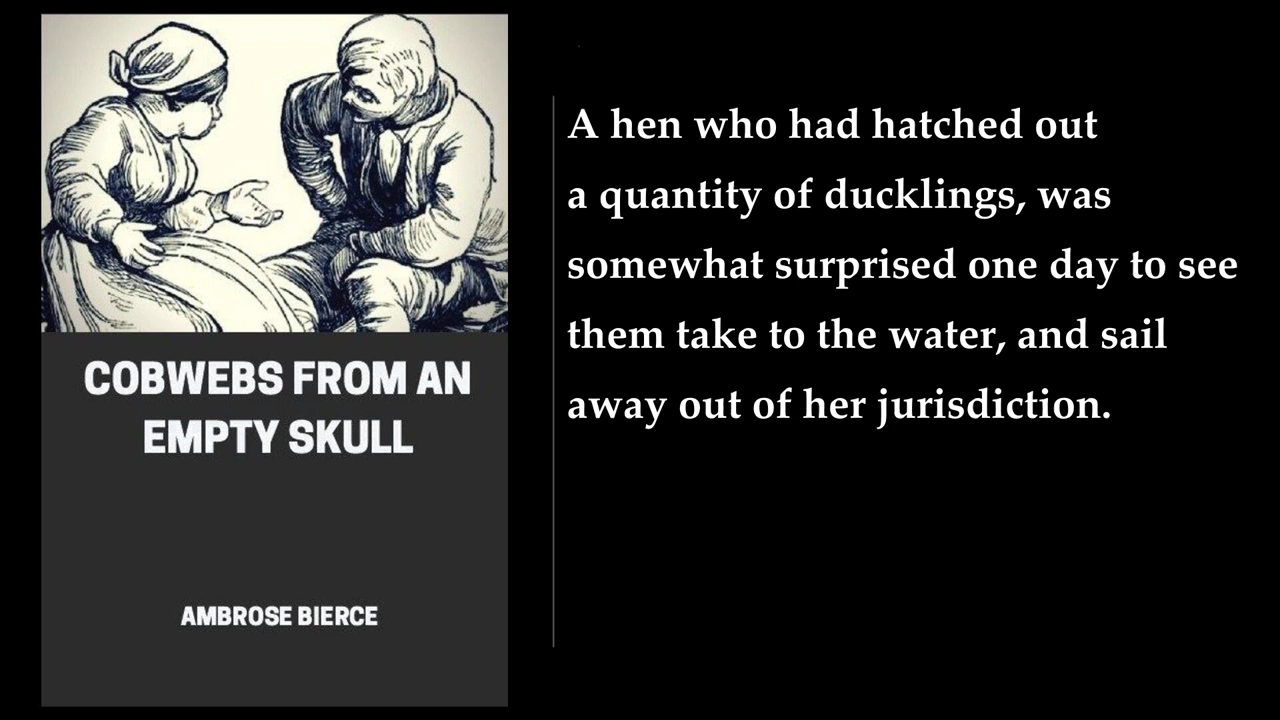 COBWEBS FROM AN
EMPTY SKULL
AMBROSE BIERCE
A hen who had hatched out
a quantity of ducklings, was
somewhat surprised one day to see
them take to the water, and sail
away out of her jurisdiction.